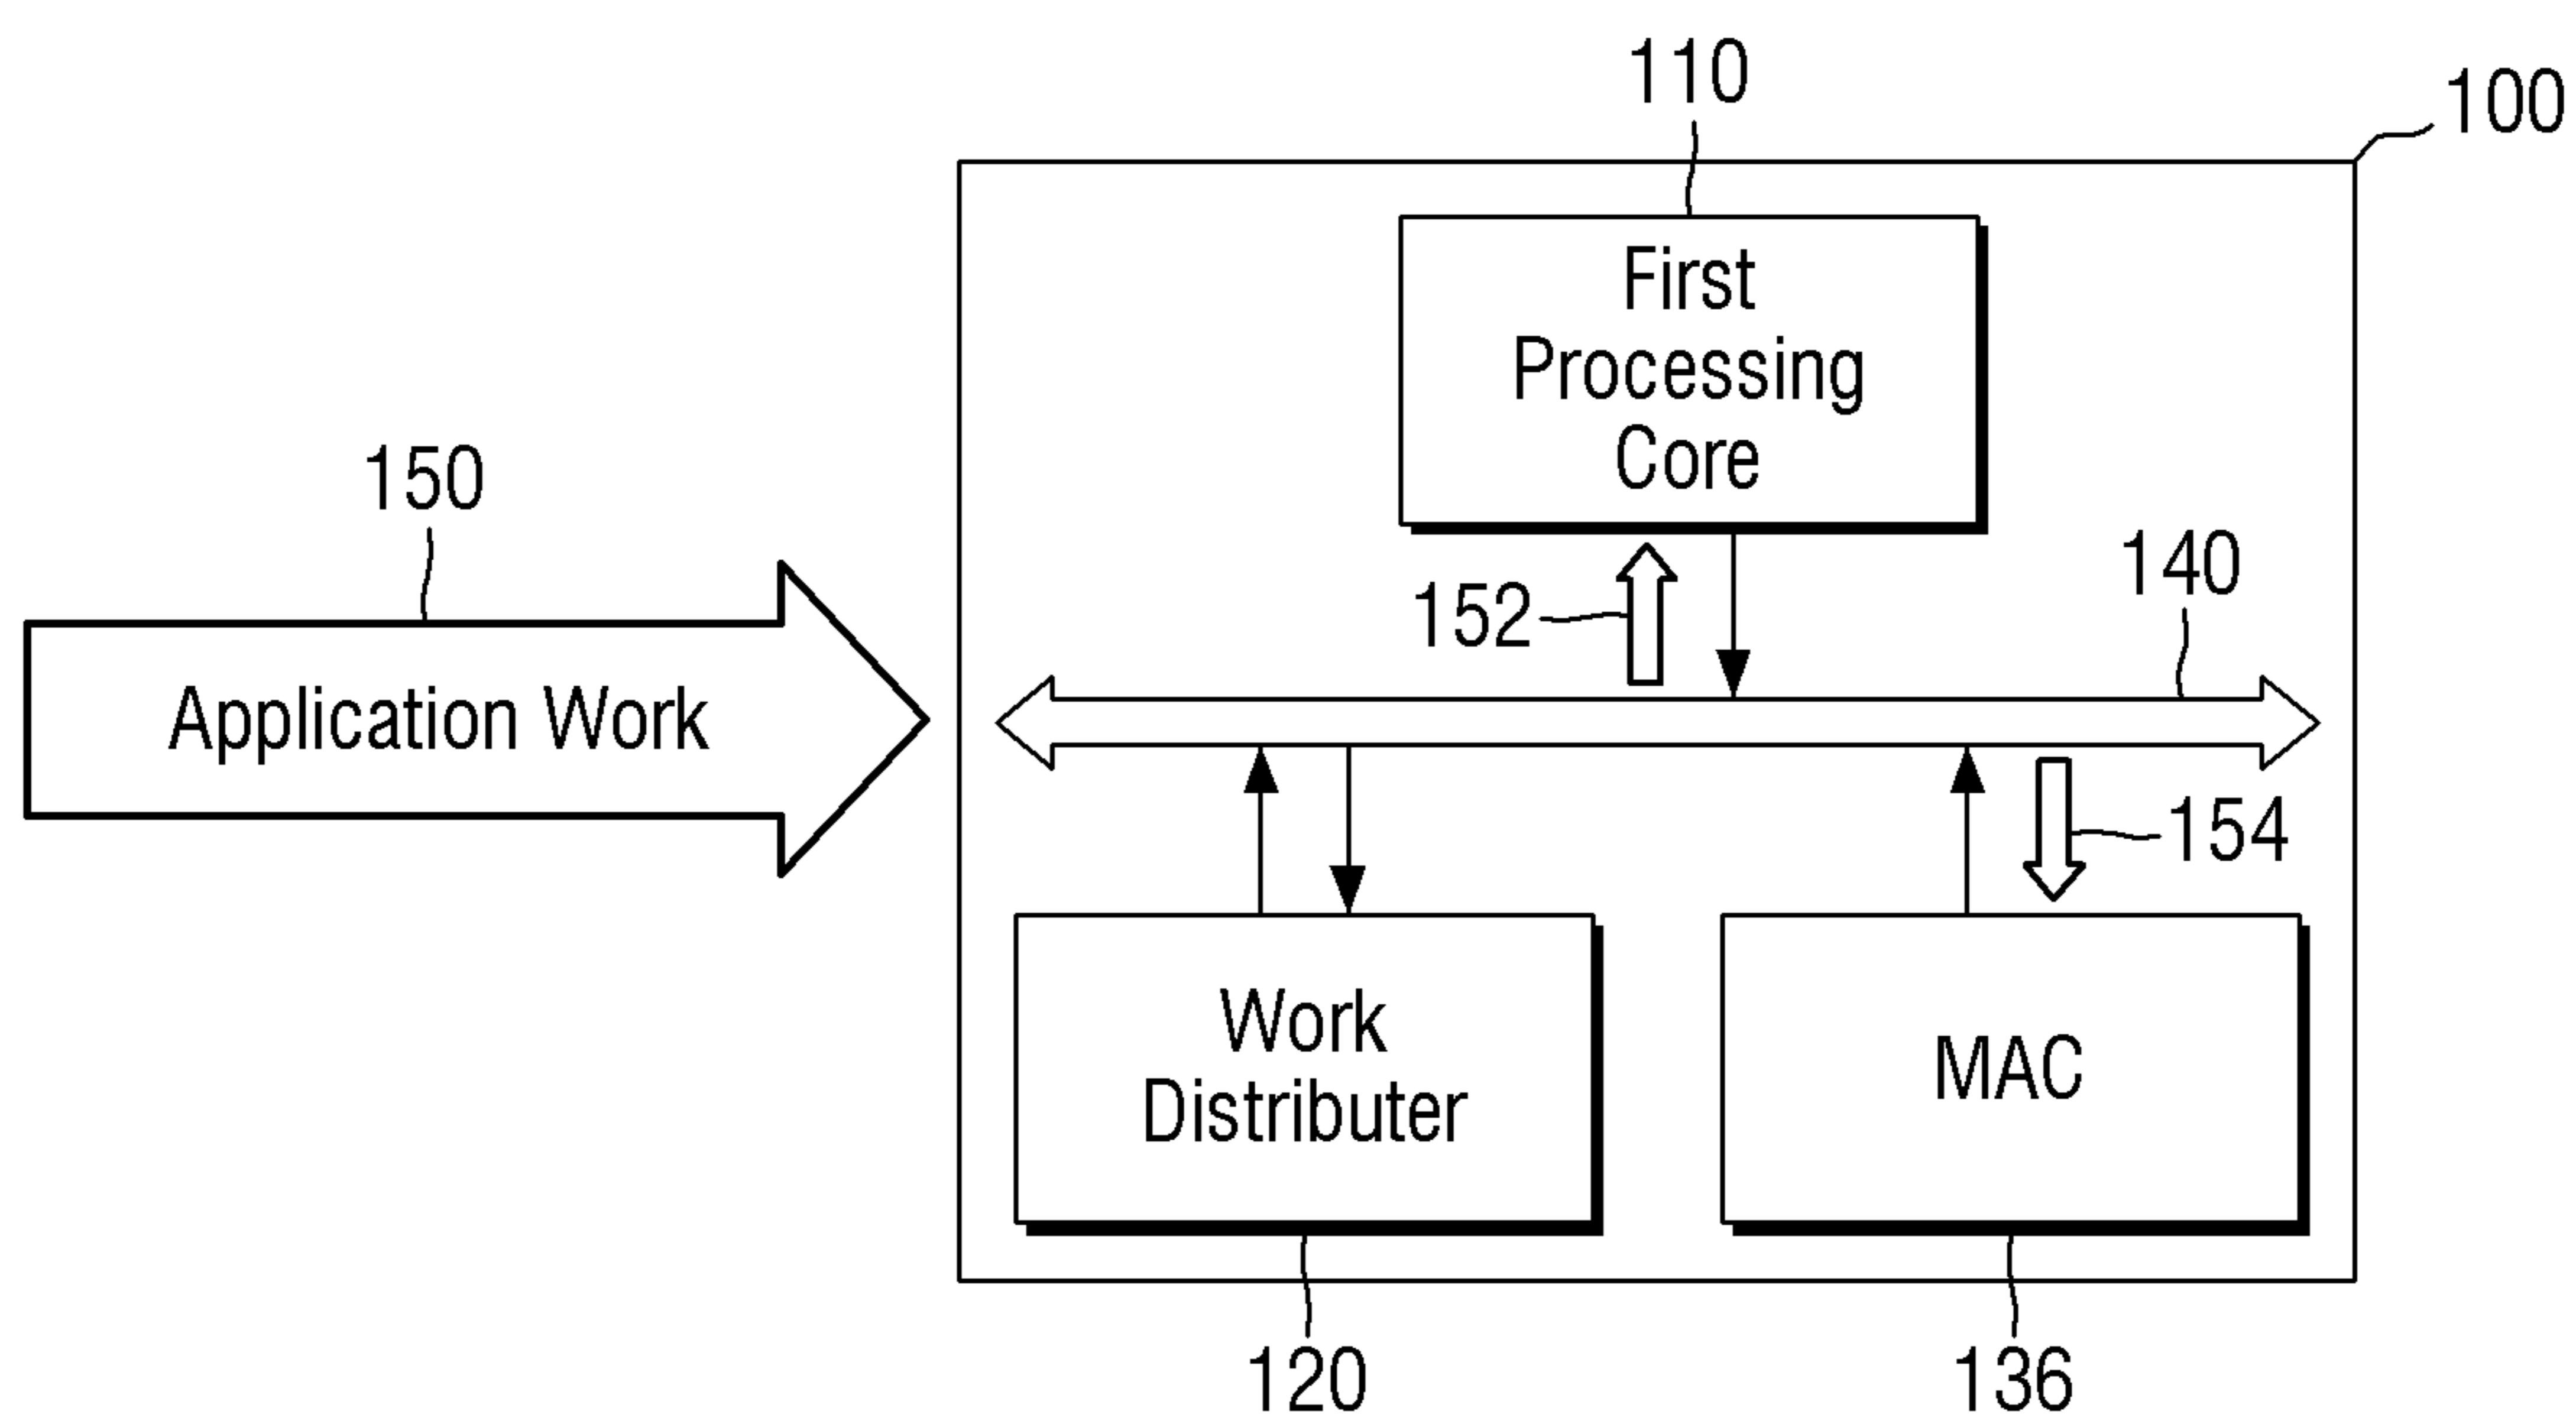 110
100
First
Processing
Core
150
140
152
Application Work
154
Work
Distributer
MAC
120
136